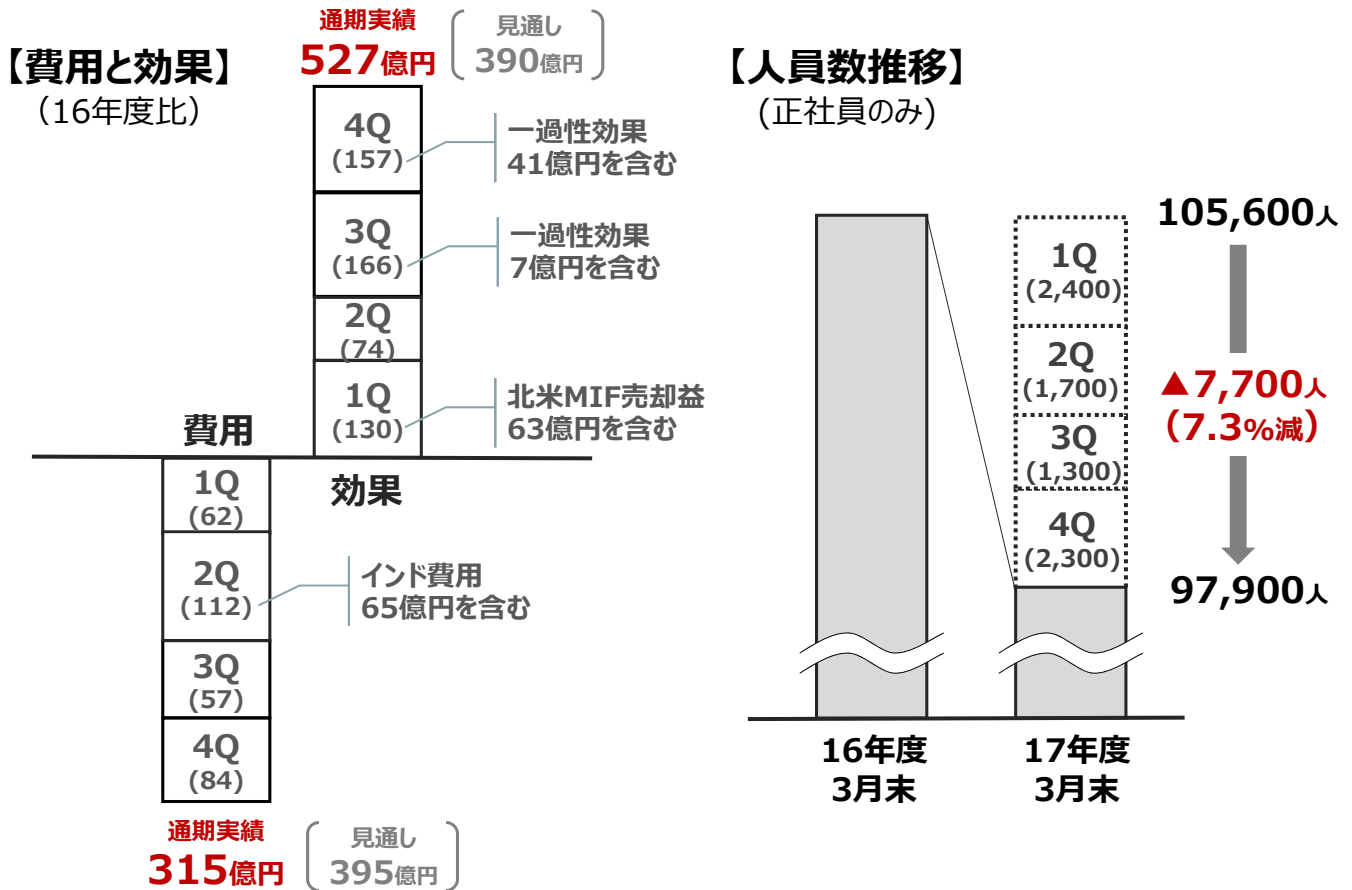 【費用と効果】
(16年度比)
通期実績
527億円
見通し
390億円
4Q
(157)
一過性効果
41億円を含む
3Q
(166)
一過性効果
7億円を含む
2Q
(74)
1Q
(130)
北米MIF売却益
63億円を含む
費用
効果
1Q
(62)
2Q
(112)
インド費用
65億円を含む
3Q
(57)
4Q
(84)
通期実績
315億円
見通し
395億円
【人員数推移】
(正社員のみ)
105,600人
1Q
(2,400)
2Q
(1,700)
3Q
(1,300)
4Q
(2,300)
▲7,700人
(7.3%減)
97,900人
16年度
3月末
17年度
3月末